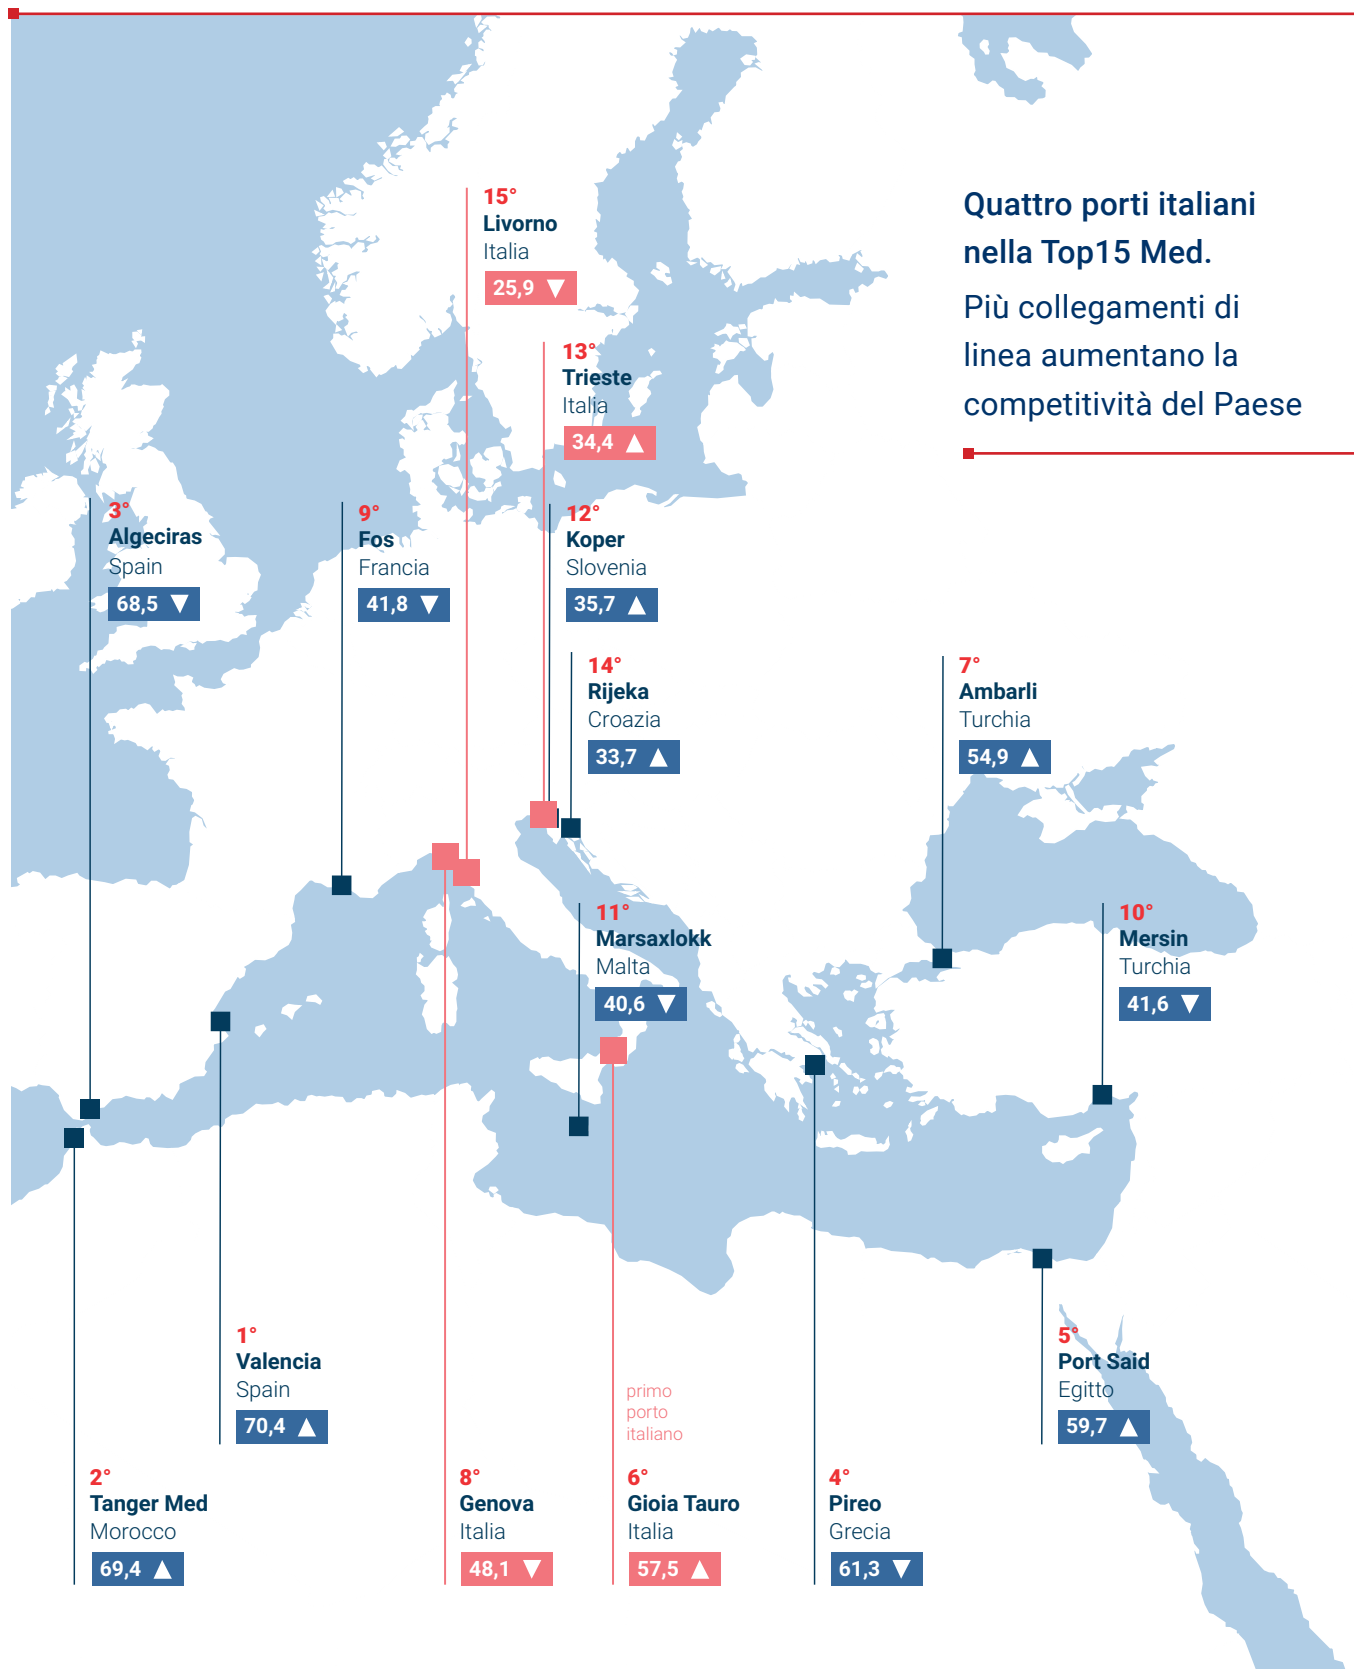 Quattro porti italiani
nella Top15 Med.
Più collegamenti di
linea aumentano la
competitività del Paese
15°
Livorno
Italia
25,9 ▼
13°
Trieste
Italia
34,4 ▲
3°
Algeciras
Spain
68,5 ▼
9°
Fos
Francia
41,8 ▼
12°
Koper
Slovenia
35,7 ▲
14°
Rijeka
Croazia
33,7 ▲
7°
Ambarli
Turchia
54,9 ▲
11°
Marsaxlokk
Malta
40,6 ▼
10°
Mersin
Turchia
41,6 ▼
1°
Valencia
Spain
70,4 ▲
5°
Port Said
Egitto
59,7 ▲
2°
Tanger Med
Morocco
69,4 ▲
8°
Genova
Italia
48,1 ▼
primo
porto
italiano
6°
Gioia Tauro
Italia
57,5 ▲
4°
Pireo
Grecia
61,3 ▼